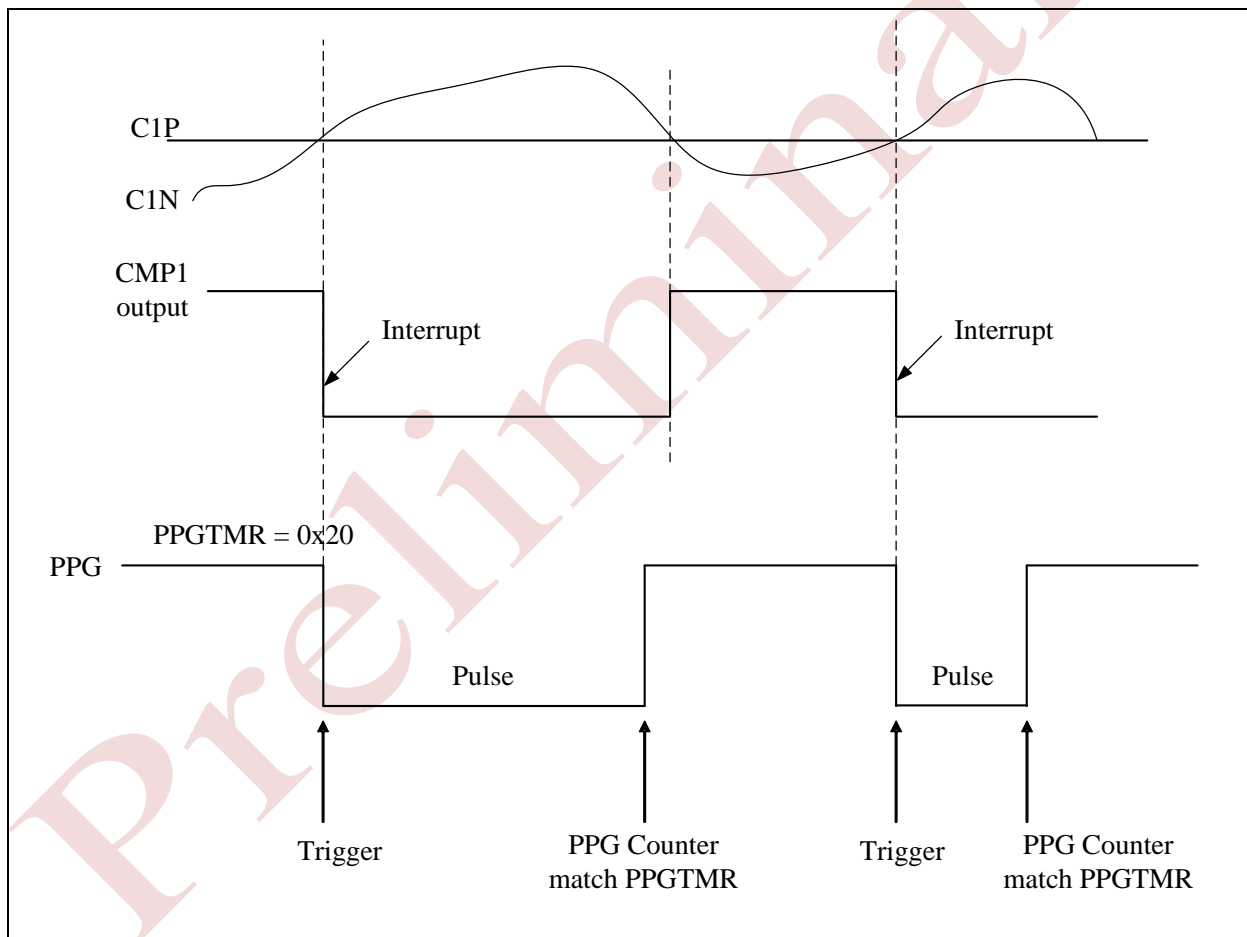 C1P
C1N
CMP1
output
Interrupt
Interrupt
PPGTMR = 0x20
PPG
Pulse
Pulse
Trigger
PPG Counter
match PPGTMR
Trigger
PPG Counter
match PPGTMR
Preliminar